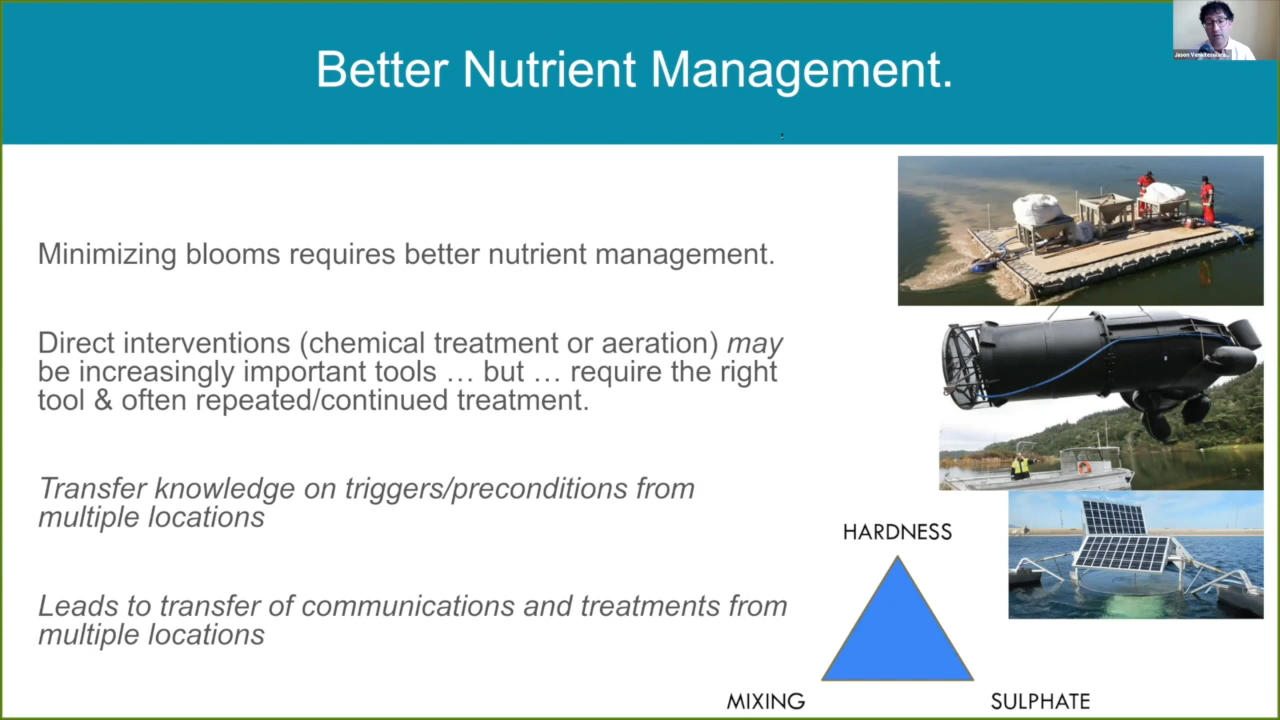 Better Nutrient Management.
Minimizing blooms requires better nutrient management.
Direct interventions (chemical treatment or aeration) may
be increasingly important tools … but … require the right
tool & often repeated/continued treatment.
Transfer knowledge on triggers/preconditions from
multiple locations
Leads to transfer of communications and treatments from
multiple locations
HARDNESS
MIXING
SULPHATE
Jason